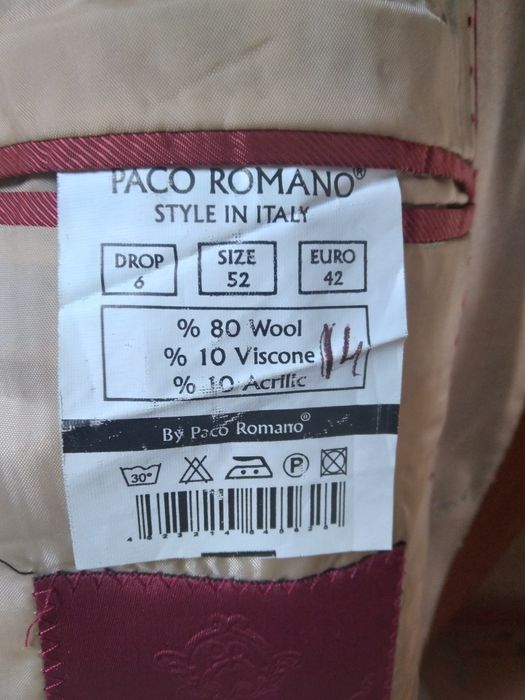 PACO ROMANO®
STYLE IN ITALY
DROP 6
SIZE 52
EURO 42
% 80 Wool
% 10 Viscone
% 10 Acrilic
14
By Paco Romano®
30°
P